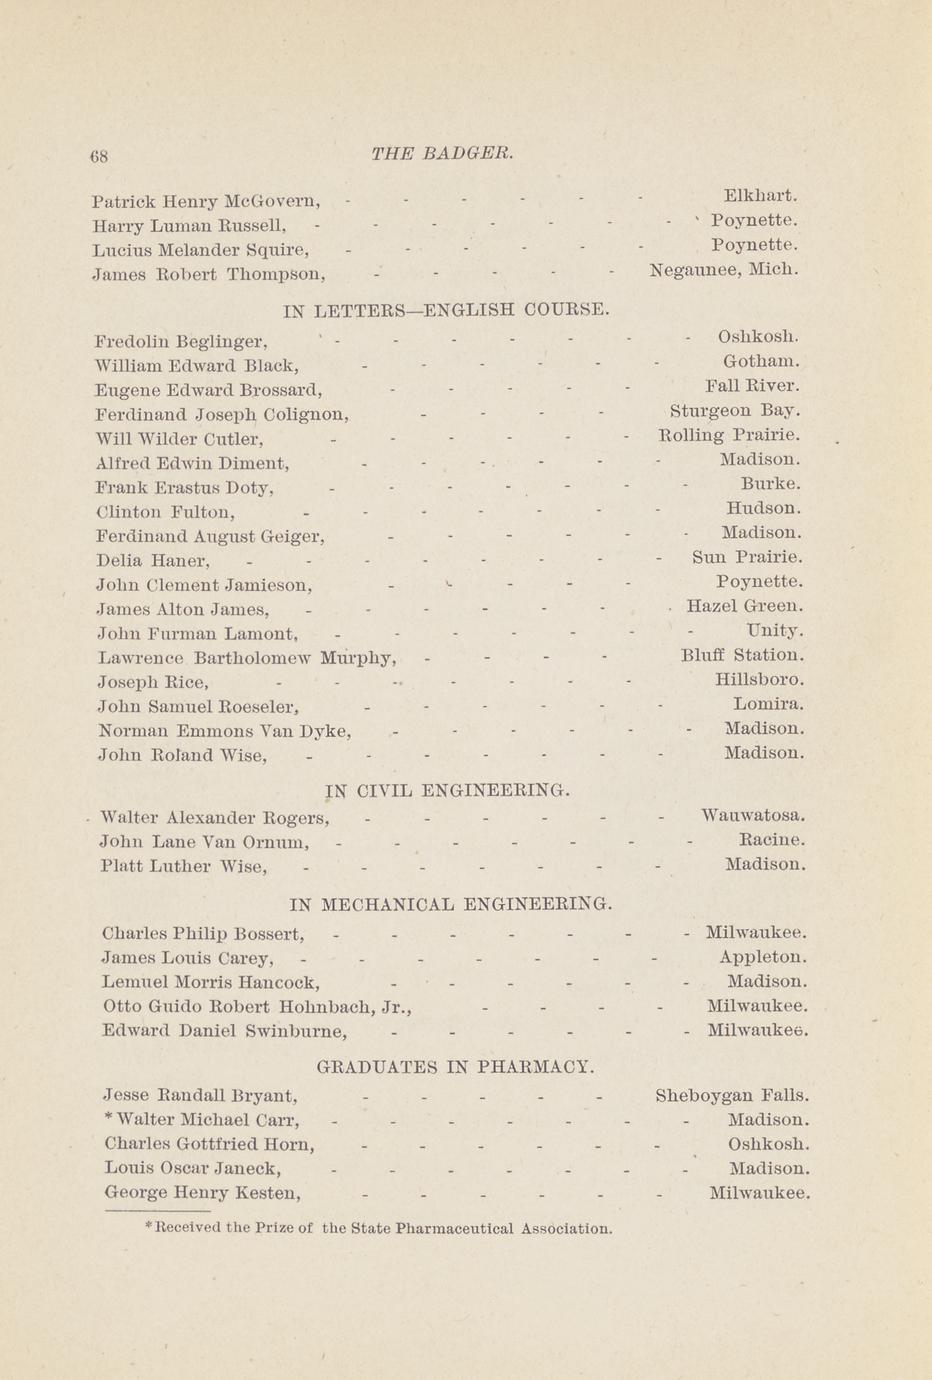 68 THE BADGER.
Patrick Henry McGovern, - - - - - - Elkhart.
Harry Luman Russell, - - - - - - - Poynette.
Lucius Melander Squire, - - - - - - Poynette.
James Robert Thompson, - - - - - Negaunee, Mich.
IN LETTERS—ENGLISH COURSE.
Fredolin Beglinger, - - - - - - - Oshkosh.
William Edward Black, - - - - - - Gotham.
Eugene Edward Brossard, - - - - - Fall River.
Ferdinand Joseph Colignon, - - - - Sturgeon Bay.
Will Wilder Cutler, - - - - - - Rolling Prairie.
Alfred Edwin Diment, - - - - - - Madison.
Frank Erastus Doty, - - - - - - - Burke.
Clinton Fulton, - - - - - - - Hudson.
Ferdinand August Geiger, - - - - - - Madison.
Delia Haner, - - - - - - - - Sun Prairie.
John Clement Jamieson, - - - - - Poynette.
James Alton James, - - - - - - Hazel Green.
John Furman Lamont, - - - - - - - Unity.
Lawrence Bartholomew Murphy, - - - - Bluff Station.
Joseph Rice, - - - - - - - Hillsboro.
John Samuel Roeseler, - - - - - - Lomira.
Norman Emmons Van Dyke, - - - - - - Madison.
John Roland Wise, - - - - - - - Madison.
IN CIVIL ENGINEERING.
Walter Alexander Rogers, - - - - - - Wauwatosa.
John Lane Van Ornum, - - - - - - - Racine.
Platt Luther Wise, - - - - - - - Madison.
IN MECHANICAL ENGINEERING.
Charles Philip Bossert, - - - - - - - Milwaukee.
James Louis Carey, - - - - - - - Appleton.
Lemuel Morris Hancock, - - - - - - Madison.
Otto Guido Robert Hohnbach, Jr., - - - - Milwaukee.
Edward Daniel Swinburne, - - - - - - Milwaukee.
GRADUATES IN PHARMACY.
Jesse Randall Bryant, - - - - - Sheboygan Falls.
*Walter Michael Carr, - - - - - - - Madison.
Charles Gottfried Horn, - - - - - - Oshkosh.
Louis Oscar Janeck, - - - - - - - Madison.
George Henry Kesten, - - - - - - Milwaukee.
*Received the Prize of the State Pharmaceutical Association.